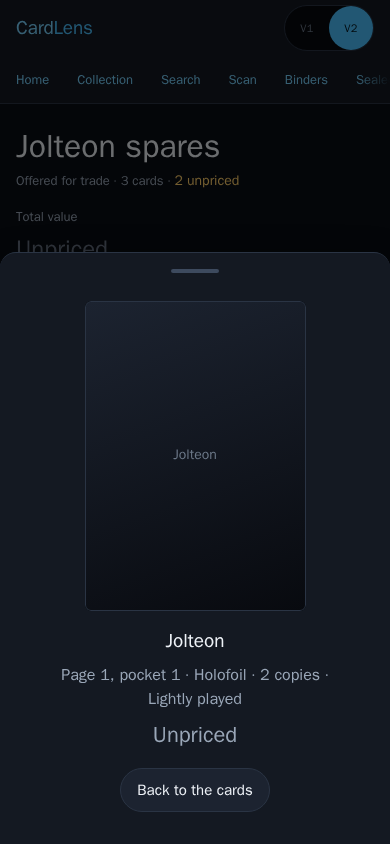 CardLens
V1 V2
Home Collection Search Scan Binders
Jolteon spares
Offered for trade · 3 cards · 2 unpriced
Total value
Unpriced
Jolteon
Jolteon
Page 1, pocket 1 · Holofoil · 2 copies ·
Lightly played
Unpriced
Back to the cards